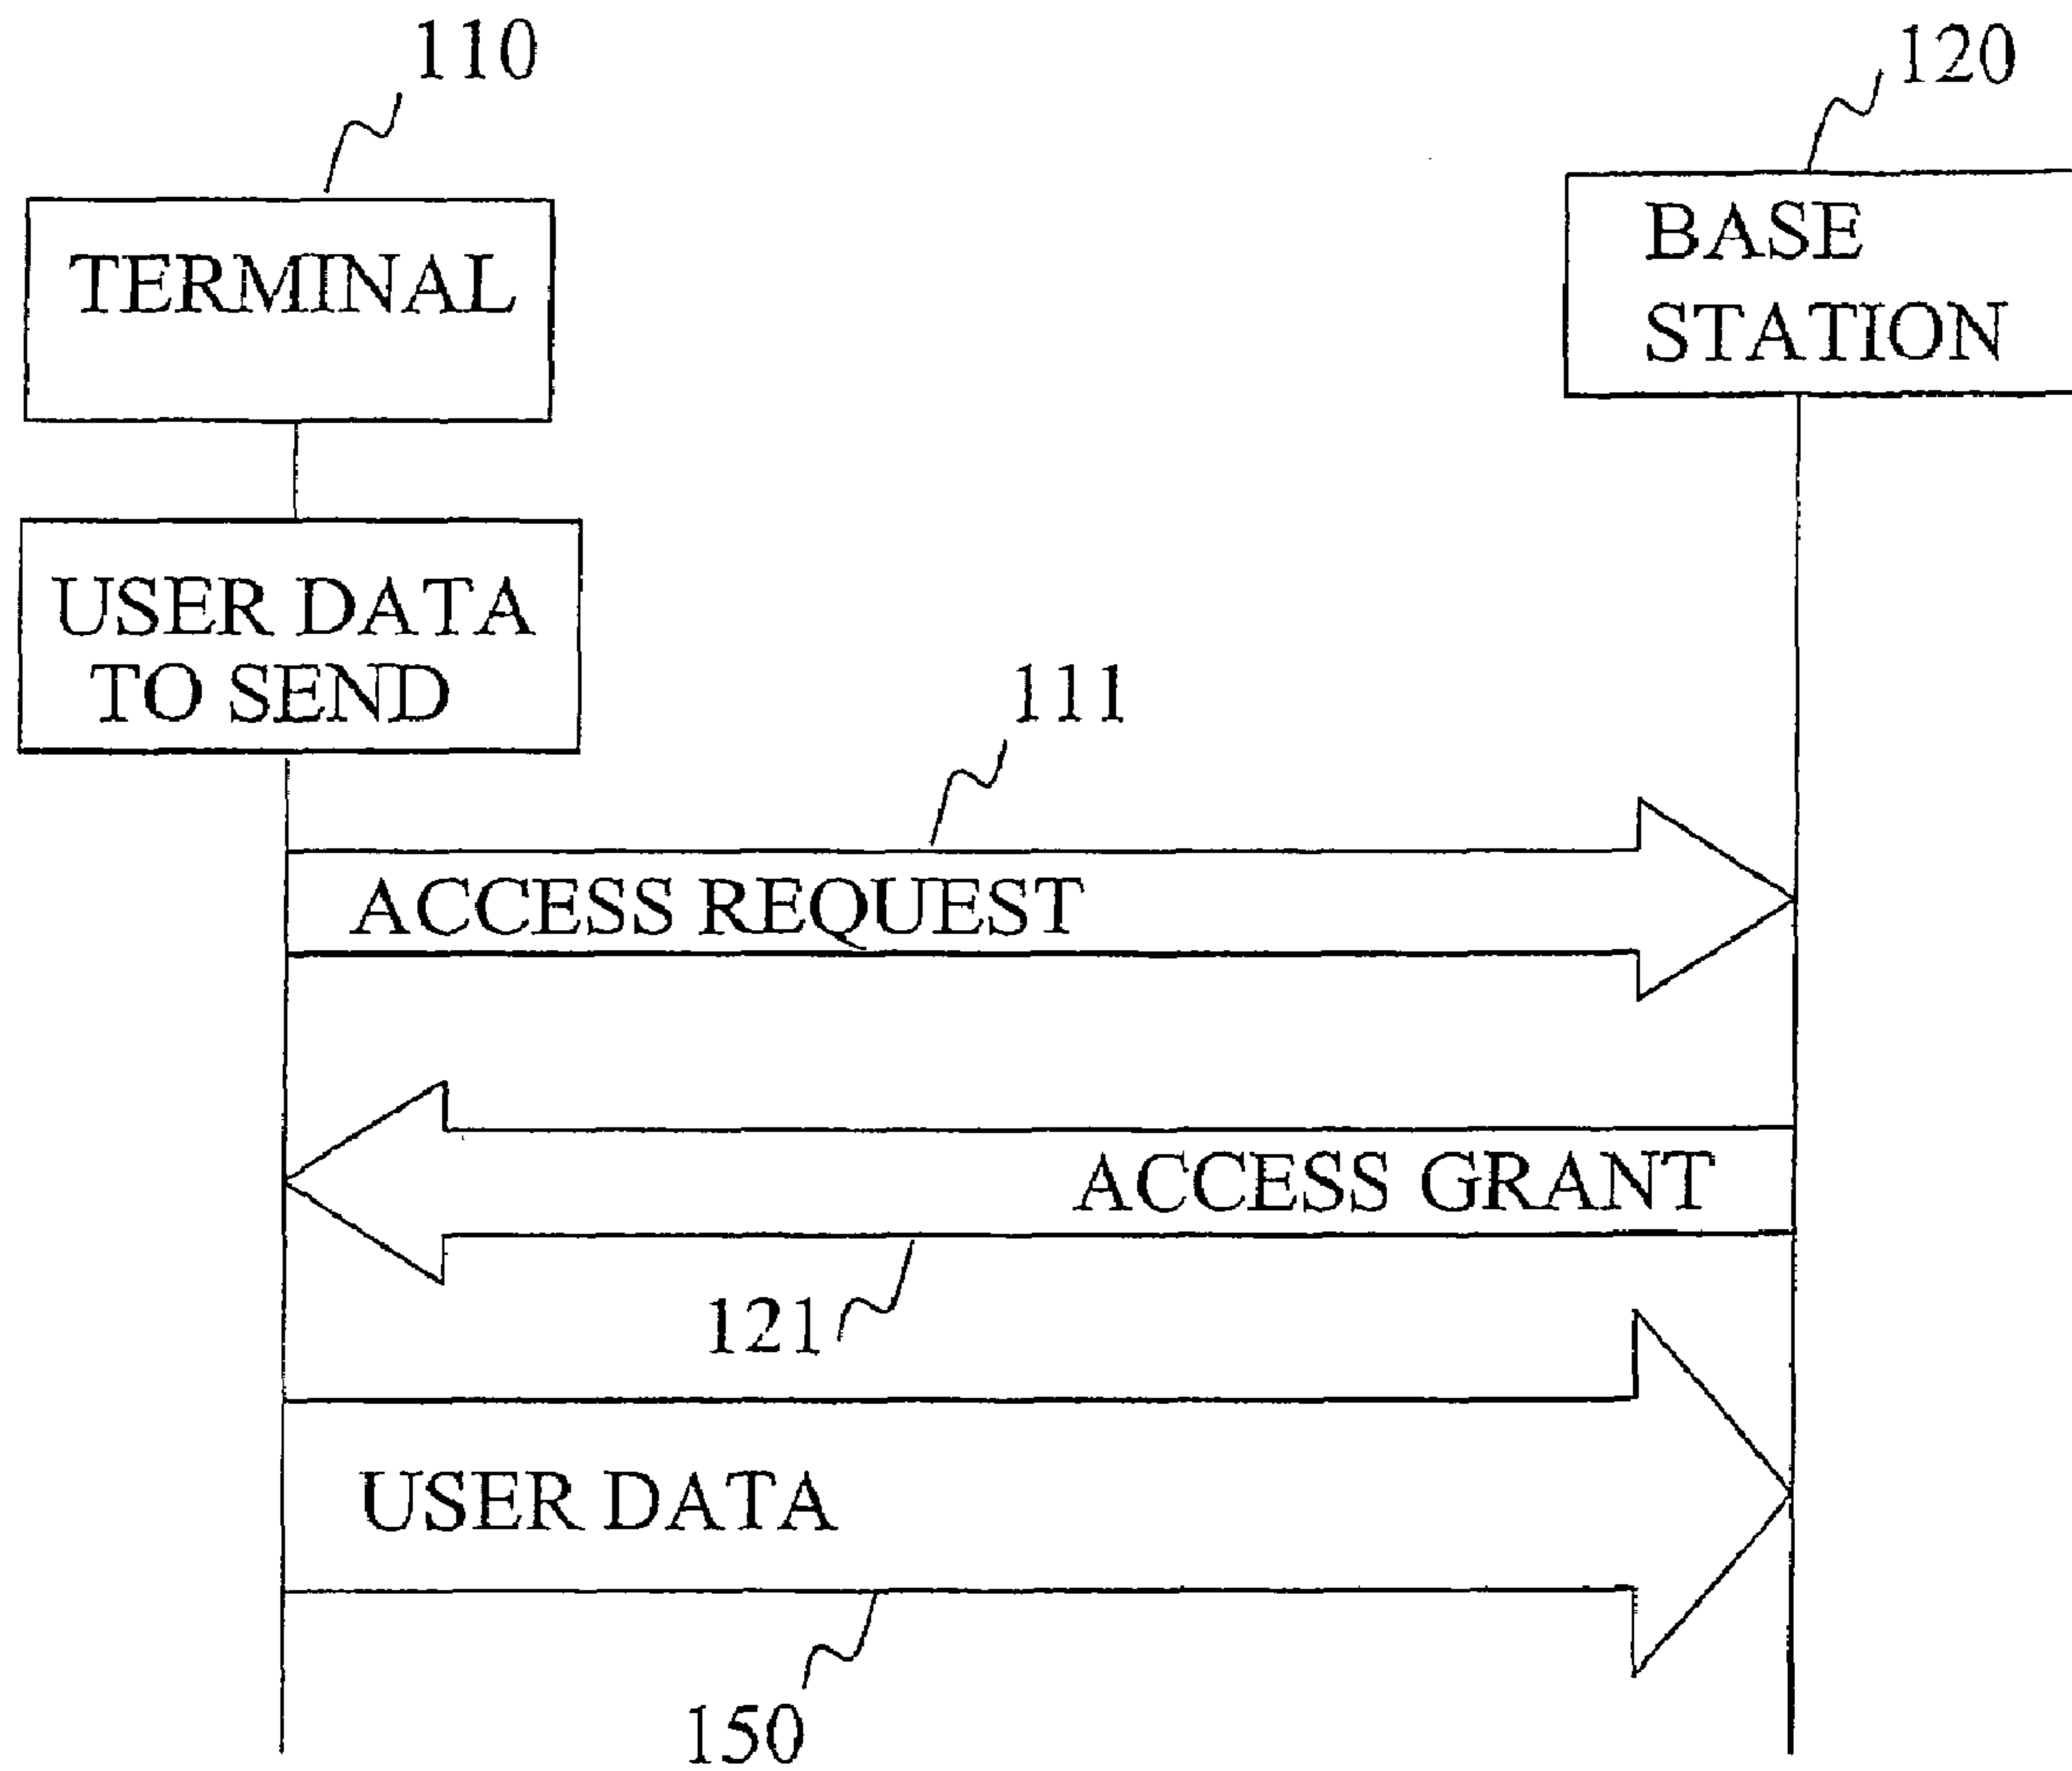 110
120
TERMINAL
BASE
STATION
USER DATA
TO SEND
111
ACCESS REQUEST
ACCESS GRANT
121
USER DATA
150